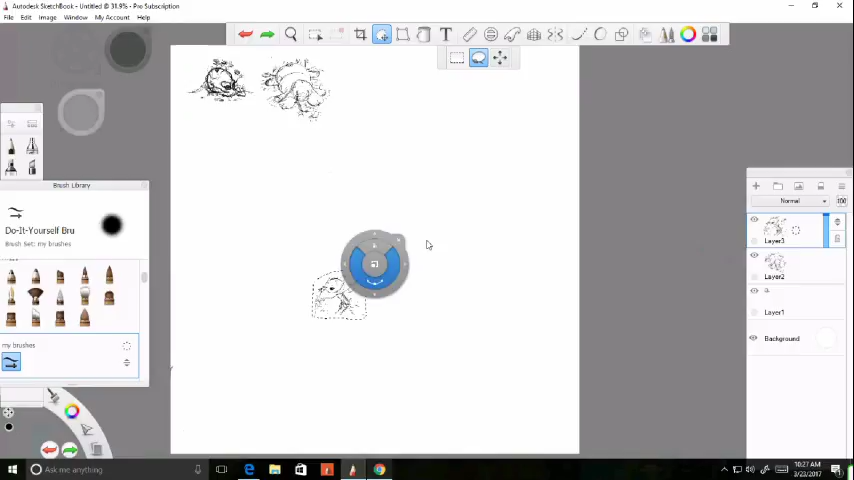 Autodesk SketchBook - Untitled @ 31.9% - Pro Subscription
File Edit Image Window My Account Help
T
Brush Library
Do-It-Yourself Bru
Brush Set: my brushes
my brushes
Normal
100
Layer3
Layer2
Layer1
Background
Ask me anything
10:27 AM
3/23/2017